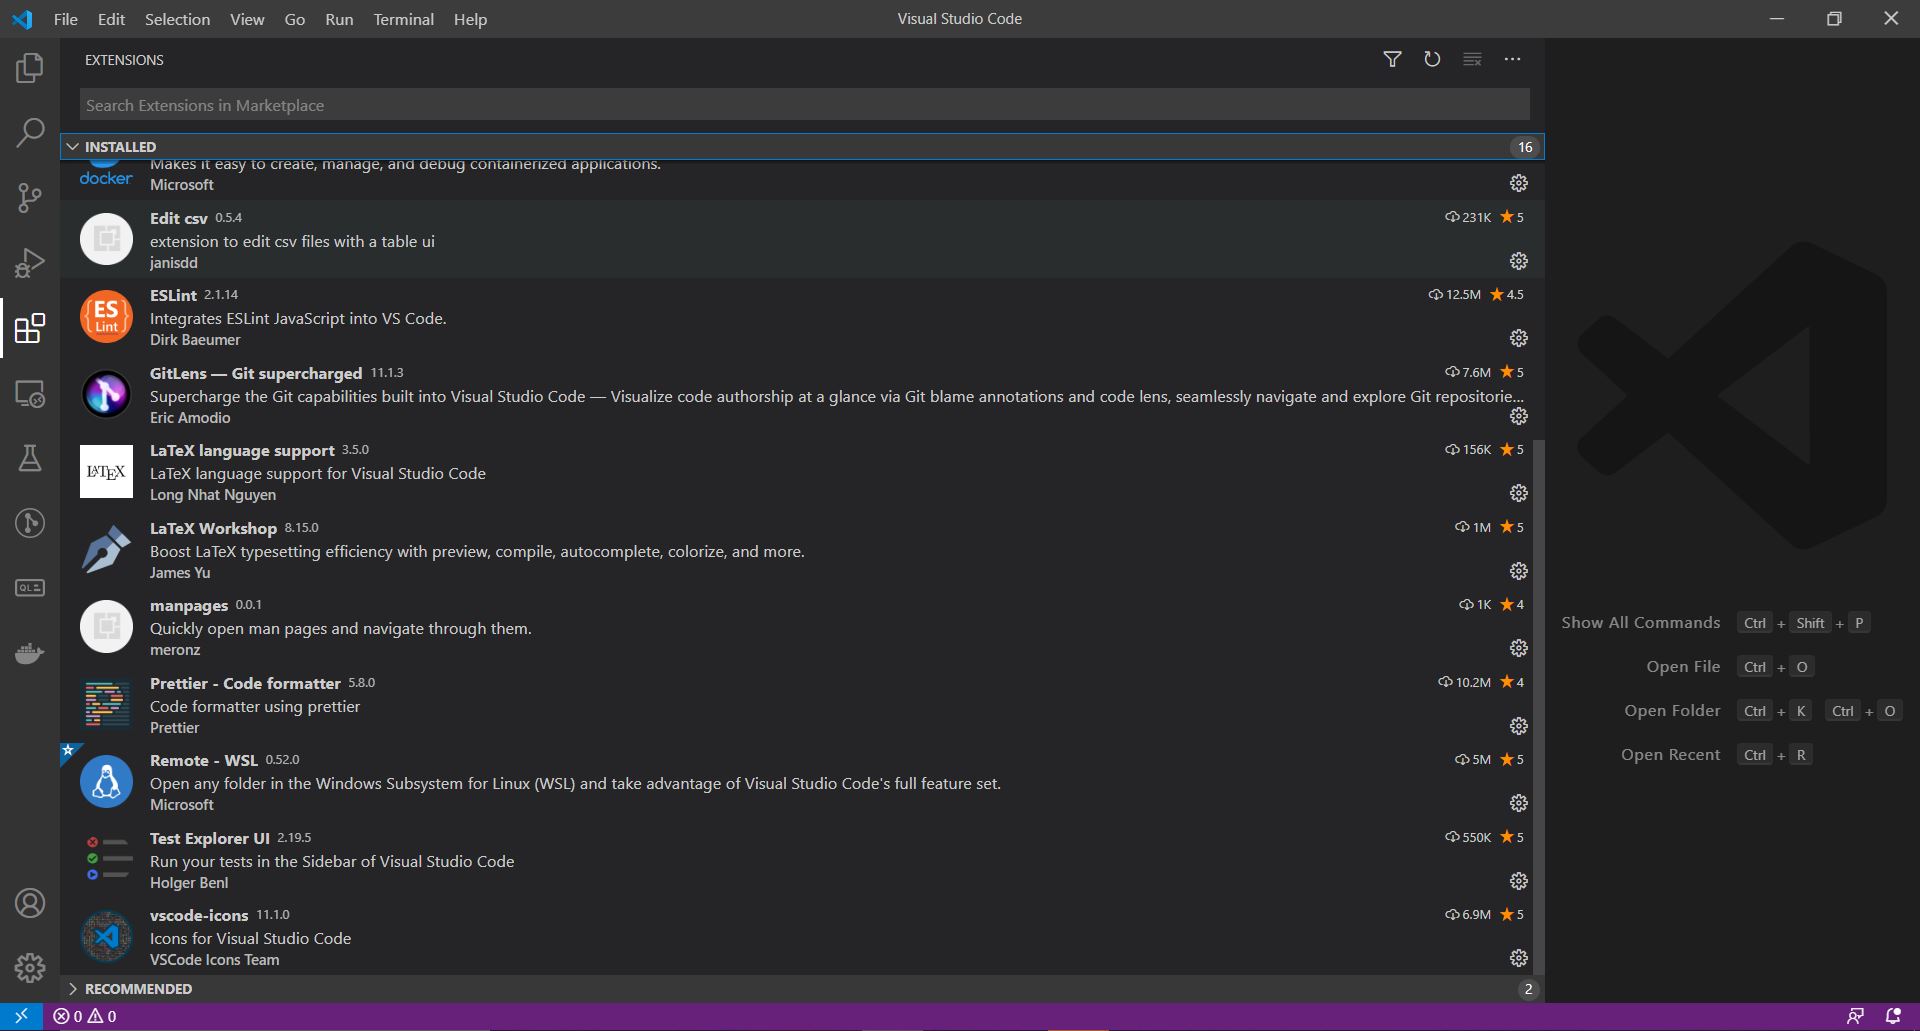 File Edit Selection View Go Run Terminal Help
Visual Studio Code
EXTENSIONS
Search Extensions in Marketplace
INSTALLED 16
docker
Makes it easy to create, manage, and debug containerized applications.
Microsoft
Edit csv 0.5.4 231K 5
extension to edit csv files with a table ui
janisdd
ES Lint
ESLint 2.1.14 12.5M 4.5
Integrates ESLint JavaScript into VS Code.
Dirk Baeumer
GitLens — Git supercharged 11.1.3 7.6M 5
Supercharge the Git capabilities built into Visual Studio Code — Visualize code authorship at a glance via Git blame annotations and code lens, seamlessly navigate and explore Git repositorie...
Eric Amodio
LATEX
LaTeX language support 3.5.0 156K 5
LaTeX language support for Visual Studio Code
Long Nhat Nguyen
LaTeX Workshop 8.15.0 1M 5
Boost LaTeX typesetting efficiency with preview, compile, autocomplete, colorize, and more.
James Yu
manpages 0.0.1 1K 4
Quickly open man pages and navigate through them.
meronz
Prettier - Code formatter 5.8.0 10.2M 4
Code formatter using prettier
Prettier
Remote - WSL 0.52.0 5M 5
Open any folder in the Windows Subsystem for Linux (WSL) and take advantage of Visual Studio Code's full feature set.
Microsoft
Test Explorer UI 2.19.5 550K 5
Run your tests in the Sidebar of Visual Studio Code
Holger Benl
vscode-icons 11.1.0 6.9M 5
Icons for Visual Studio Code
VSCode Icons Team
RECOMMENDED 2
QL
Show All Commands Ctrl + Shift + P
Open File Ctrl + O
Open Folder Ctrl + K Ctrl + O
Open Recent Ctrl + R
0 0